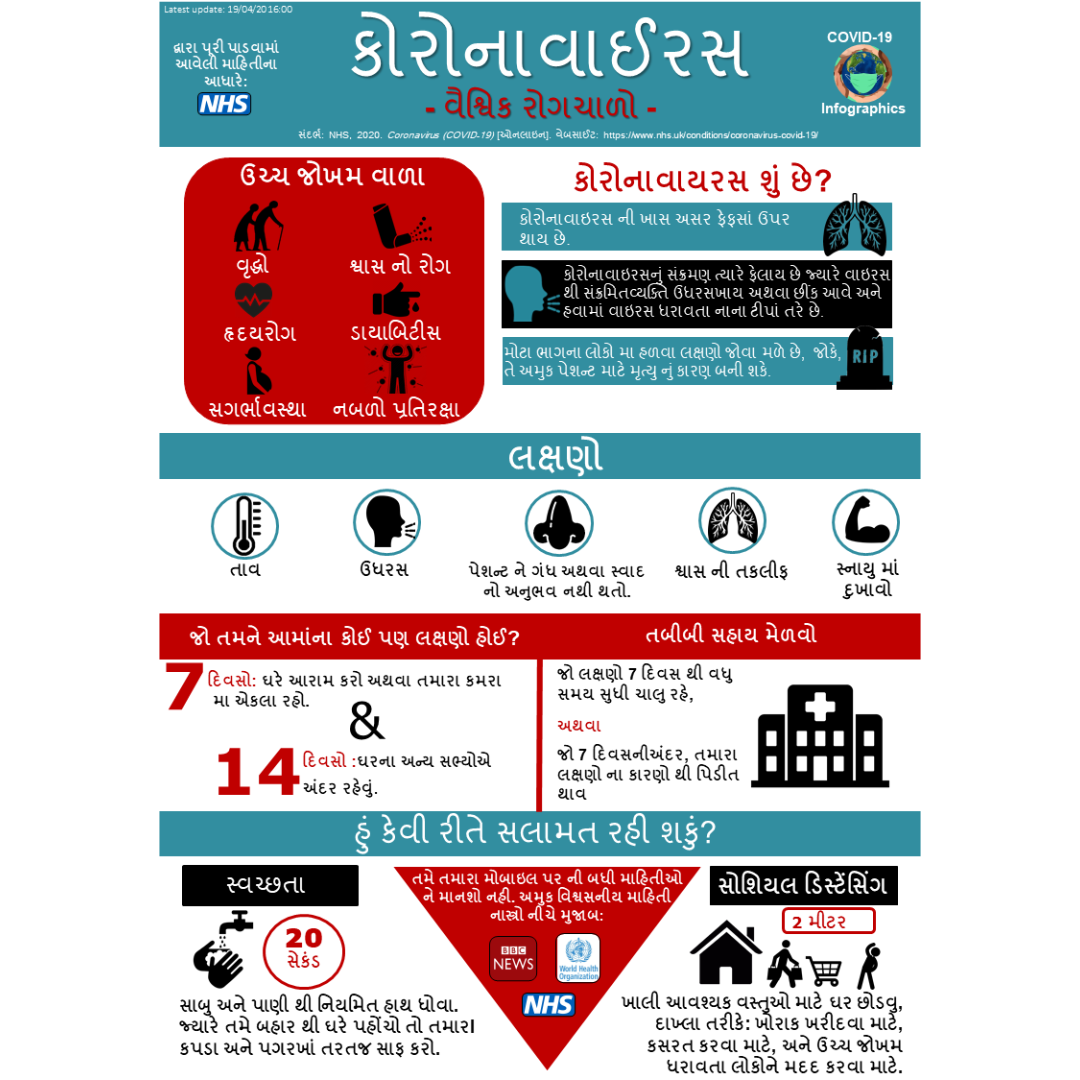 Latest update: 19/04/2016:00
દ્વારા પૂરી પાડવામાં
આવેલી માહિતીના
આધારે:
NHS
કોરોનાવાઈરસ
- વૈશ્વિક રોગચાળો -
સંદર્ભ: NHS, 2020. Coronavirus (COVID-19) [ઑનલાઇન]. વેબસાઈટ: https://www.nhs.uk/conditions/coronavirus-covid-19/
COVID-19
Infographics
ઉચ્ચ જોખમ વાળા
વૃદ્ધો
શ્વાસ નો રોગ
હૃદયરોગ
ડાયાબિટીસ
સગર્ભાવસ્થા
નબળો પ્રતિરક્ષા
કોરોનાવાયરસ શું છે?
કોરોનાવાઇરસ ની ખાસ અસર ફેફસાં ઉપર
થાય છે.
કોરોનાવાઇરસનું સંક્રમણ ત્યારે ફેલાય છે જ્યારે વાઇરસ
થી સંક્રમિતવ્યક્તિ ઉધરસખાય અથવા છીંક આવે અને
હવામાં વાઇરસ ધરાવતા નાના ટીપાં તરે છે.
મોટા ભાગના લોકો મા હળવા લક્ષણો જોવા મળે છે, જોકે,
તે અમુક પેશન્ટ માટે મૃત્યુ નું કારણ બની શકે.
RIP
લક્ષણો
તાવ
ઉધરસ
પેશન્ટ ને ગંધ અથવા સ્વાદ
નો અનુભવ નથી થતો.
શ્વાસ ની તકલીફ
સ્નાયુ માં
દુખાવો
જો તમને આમાંના કોઈ પણ લક્ષણો હોઈ?
7 દિવસો: ઘરે આરામ કરો અથવા તમારા કમરા
મા એકલા રહો.
&
14 દિવસો :ઘરના અન્ય સભ્યોએ
અંદર રહેવું.
તબીબી સહાય મેળવો
જો લક્ષણો 7 દિવસ થી વધુ
સમય સુધી ચાલુ રહે,
અથવા
જો 7 દિવસનીઅંદર, તમારા
લક્ષણો ના કારણો થી પિડીત
થાવ
હું કેવી રીતે સલામત રહી શકું?
સ્વચ્છતા
20
સેકંડ
સાબુ અને પાણી થી નિયમિત હાથ ધોવા.
જ્યારે તમે બહાર થી ઘરે પહોંચો તો તમારા
કપડા અને પગરખાં તરતજ સાફ કરો.
તમે તમારા મોબાઇલ પર ની બધી માહિતીઓ
ને માનશો નહી. અમુક વિશ્વસનીય માહિતી
નાસ્ત્રો નીચે મુજાબ:
BBC
NEWS
World Health
Organization
NHS
સોશિયલ ડિસ્ટેંસિંગ
2 મીટર
ખાલી આવશ્યક વસ્તુઓ માટે ઘર છોડવુ,
દાખ્લા તરીકે: ખોરાક ખરીદવા માટે,
કસરત કરવા માટે, અને ઉચ્ચ જોખમ
ધરાવતા લોકોને મદદ કરવા માટે.